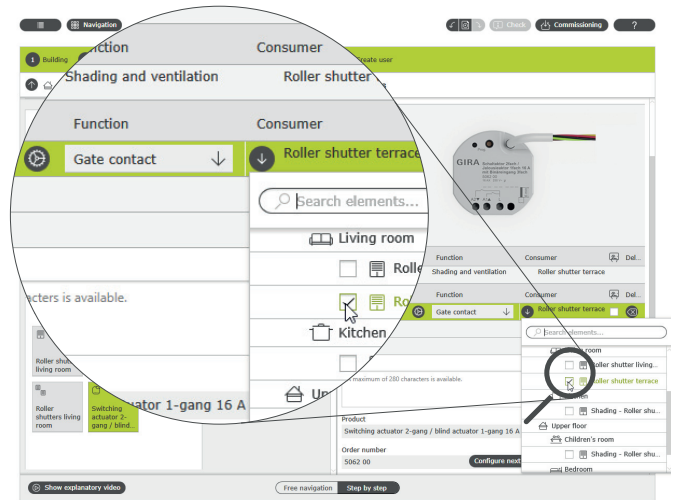 Navigation
Check
Commissioning
?
1 Building
Create user
Function Consumer
Shading and ventilation Roller shutter
Function Consumer
Gate contact Roller shutter terrace
Search elements...
Living room
Rolle
Ro
Kitchen
Up
acters is available.
uator 1-gang 16 A
GIRA
Function Consumer Del...
Shading and ventilation Roller shutter terrace
Function Consumer Del...
Gate contact Roller shutter terrace
Search elements...
room
Roller shutter living...
Roller shutter terrace
Shading - Roller shu...
Upper floor
Children's room
Shading - Roller shu...
Bedroom
maximum of 280 characters is available.
Roller shu
living room
Roller
shutters living
room
Switching
actuator 2-
gang / blind...
Product
Switching actuator 2-gang / blind actuator 1-gang 16 A
Order number
5062 00
Configure next
Show explanatory video
Free navigation Step by step